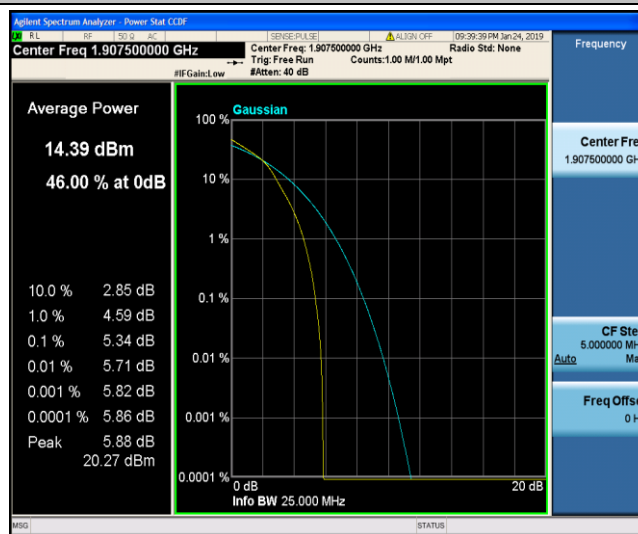 Agilent Spectrum Analyzer - Power Stat CCDF
RL RF 50 Ω AC SENSE:PULSE ALIGN OFF 09:39:39 PM Jan 24, 2019
Center Freq 1.907500000 GHz
Center Freq: 1.907500000 GHz Radio Std: None
Trig: Free Run Counts:1.00 M/1.00 Mpt
#IFGain:Low #Atten: 40 dB
Frequency
Average Power
14.39 dBm
46.00 % at 0dB
10.0 % 2.85 dB
1.0 % 4.59 dB
0.1 % 5.34 dB
0.01 % 5.71 dB
0.001 % 5.82 dB
0.0001 % 5.86 dB
Peak 5.88 dB
20.27 dBm
Gaussian
100 %
10 %
1 %
0.1 %
0.01 %
0.001 %
0.0001 %
0 dB 20 dB
Info BW 25.000 MHz
Center Fre
1.907500000 GH
CF Ste
5.000000 MH
Auto Ma
Freq Offse
0 H
MSG STATUS